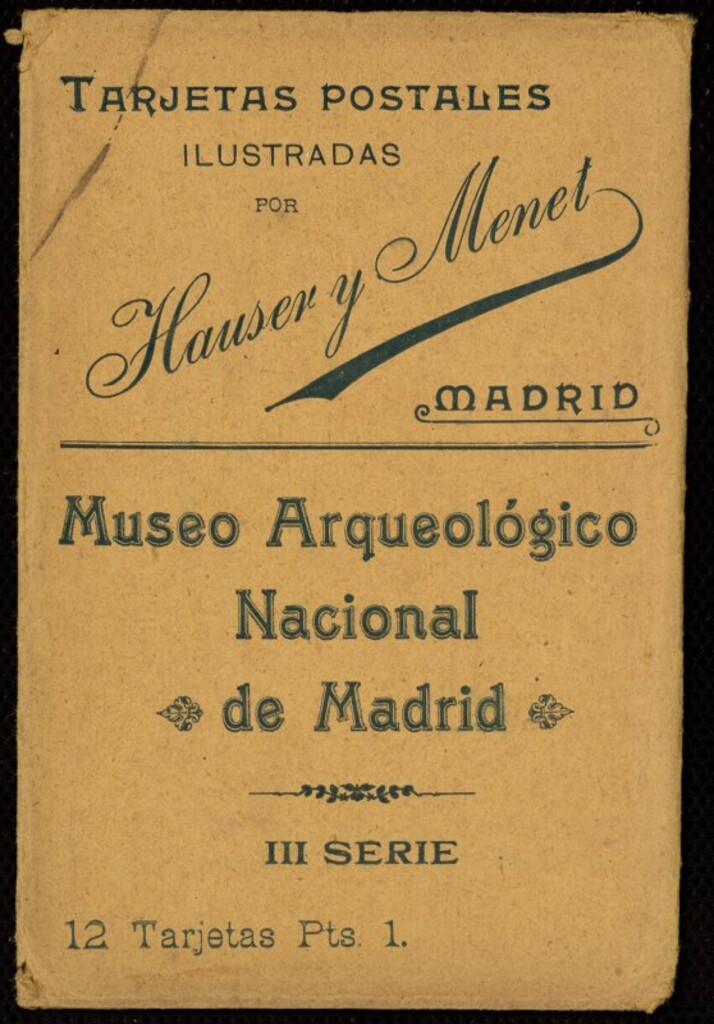 TARJETAS POSTALES
ILUSTRADAS
POR
Hauser y Menet
MADRID
Museo Arqueológico
Nacional
de Madrid
III SERIE
12 Tarjetas Pts. 1.